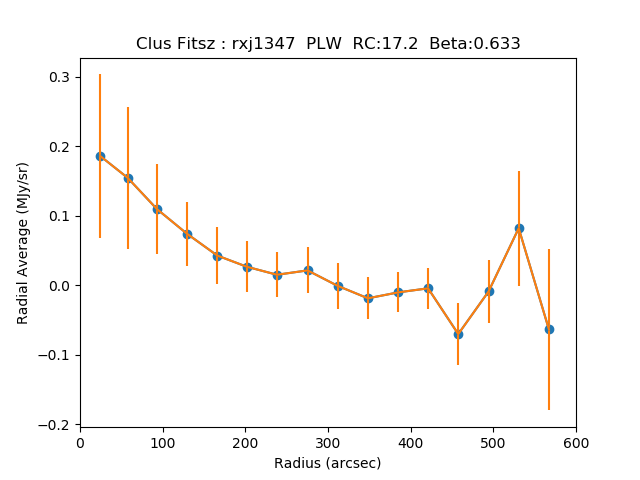 Clus Fitsz : rxj1347  PLW  RC:17.2  Beta:0.633
Radial Average (MJy/sr)
0.3
0.2
0.1
0.0
−0.1
−0.2
0 100 200 300 400 500 600
Radius (arcsec)